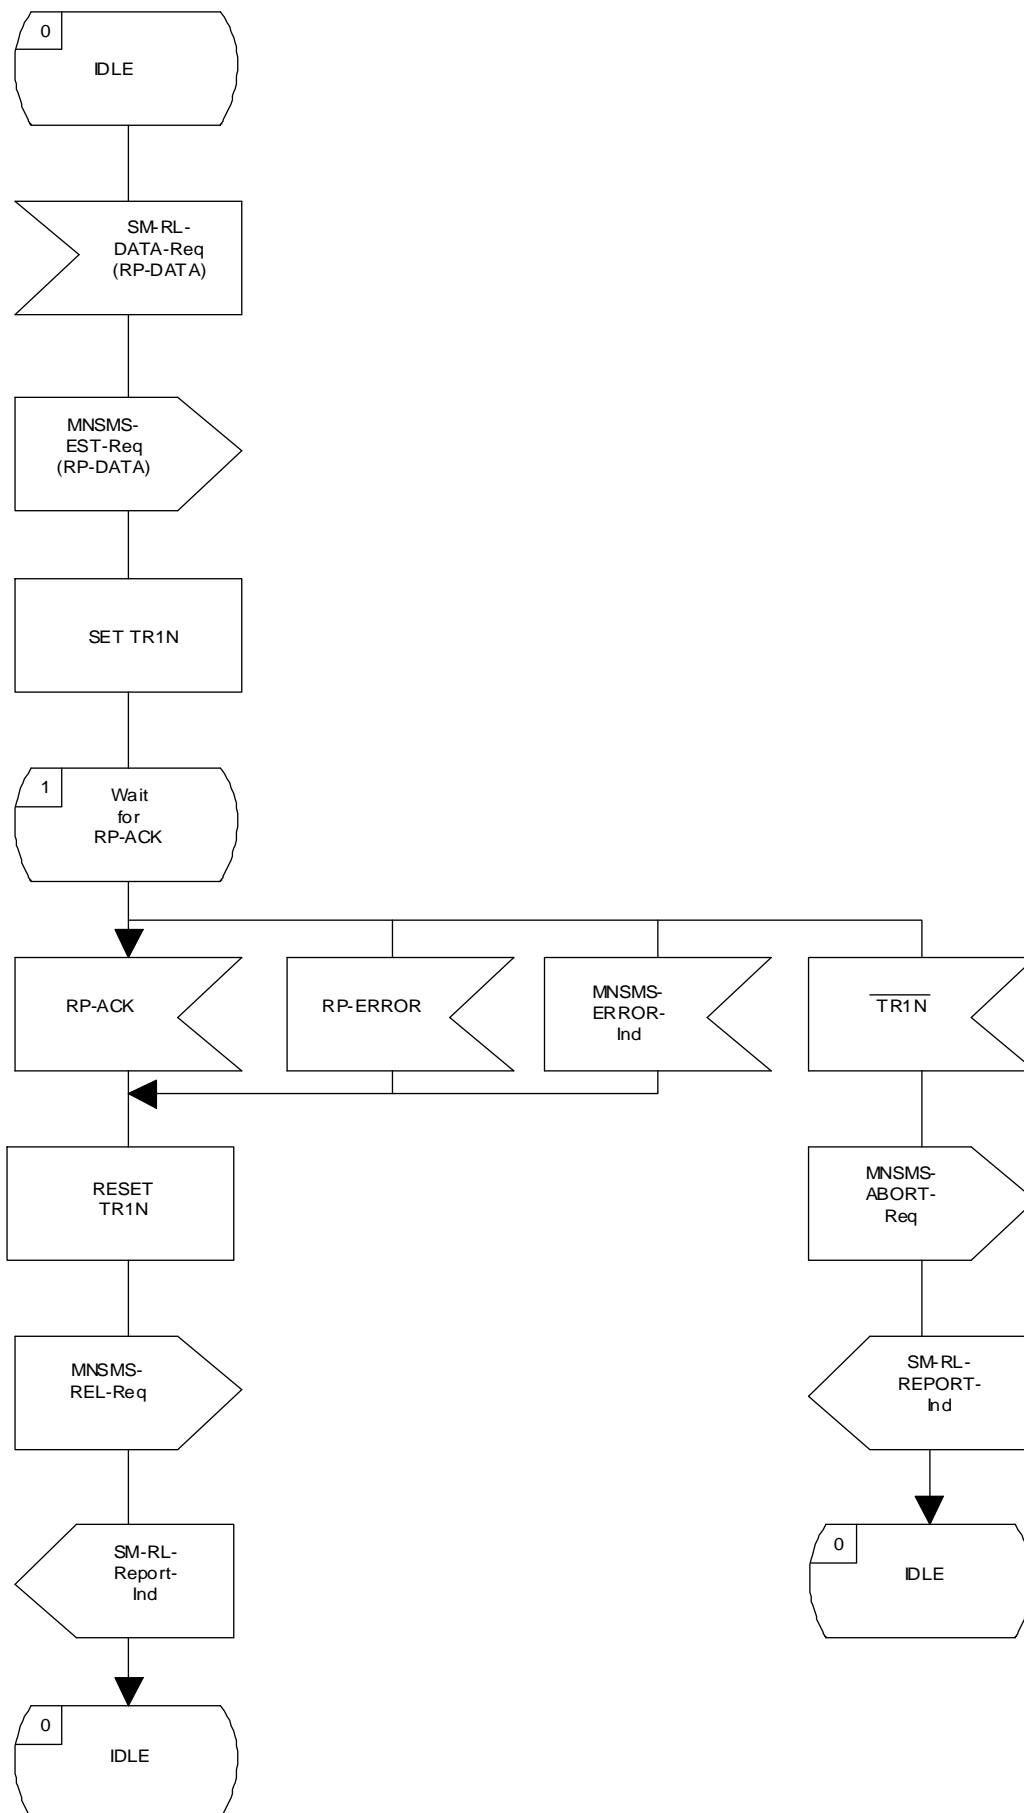 0
IDLE
SM-RL-
DATA-Req
(RP-DATA)
MNSMS-
EST-Req
(RP-DATA)
SET TR1N
1
Wait
for
RP-ACK
RP-ACK
RP-ERROR
MNSMS-
ERROR-
Ind
TR1N
RESET
TR1N
MNSMS-
ABORT-
Req
MNSMS-
REL-Req
SM-RL-
REPORT-
Ind
SM-RL-
Report-
Ind
0
IDLE
0
IDLE